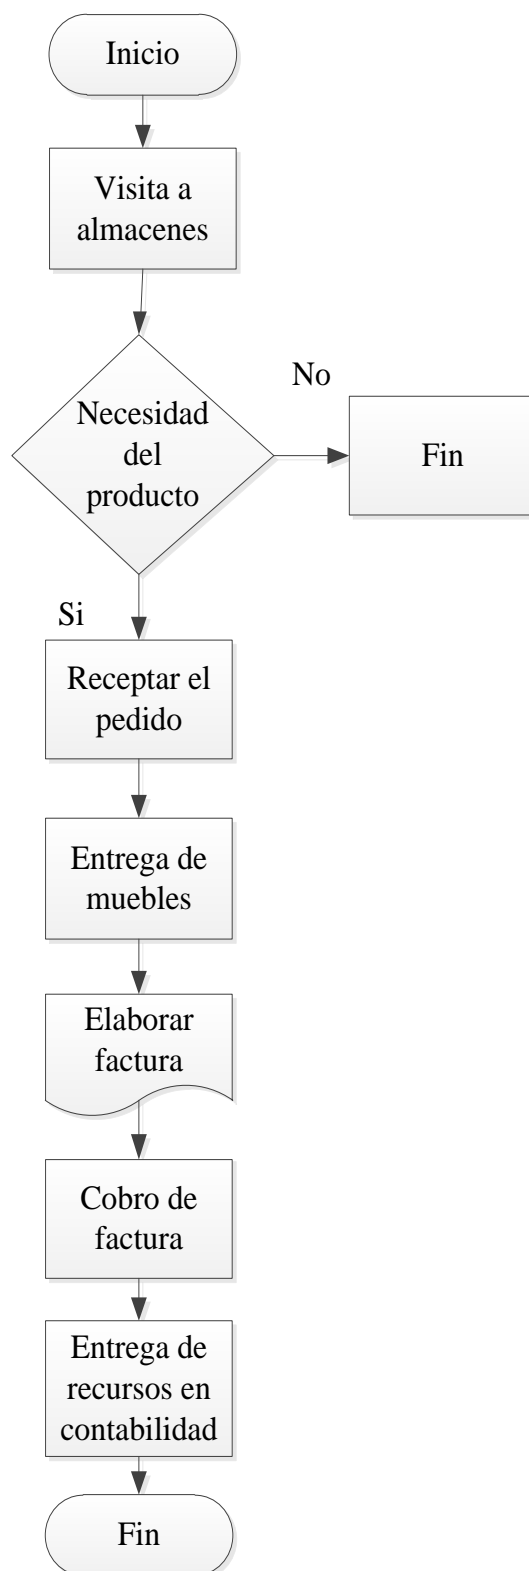 Inicio
Visita a
almacenes
Necesidad
del
producto
No
Fin
Si
Receptar el
pedido
Entrega de
muebles
Elaborar
factura
Cobro de
factura
Entrega de
recursos en
contabilidad
Fin